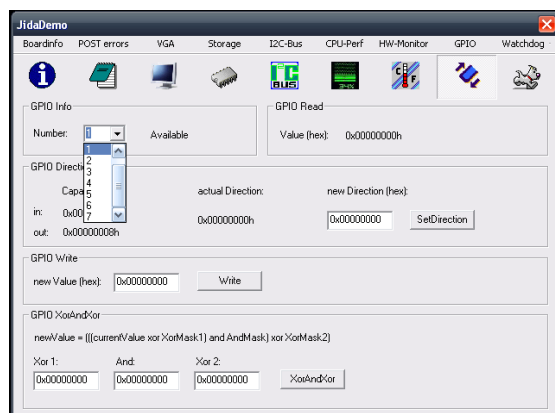 JidaDemo
Boardinfo POST errors VGA Storage I2C-Bus CPU-Perf HW-Monitor GPIO Watchdog
I2C BUS 34% C F
GPIO Info
Number: 1 Available
1
2
3
4
5
6
7
GPIO Read
Value (hex): 0x00000000h
GPIO Directi
Capa actual Direction: new Direction (hex):
in: 0x00 0x00000000h 0x00000000 SetDirection
out: 0x00000008h
GPIO Write
new Value (hex): 0x00000000 Write
GPIO XorAndXor
newValue = (((currentValue xor XorMask1) and AndMask) xor XorMask2)
Xor 1: And: Xor 2:
0x00000000 0x00000000 0x00000000 XorAndXor